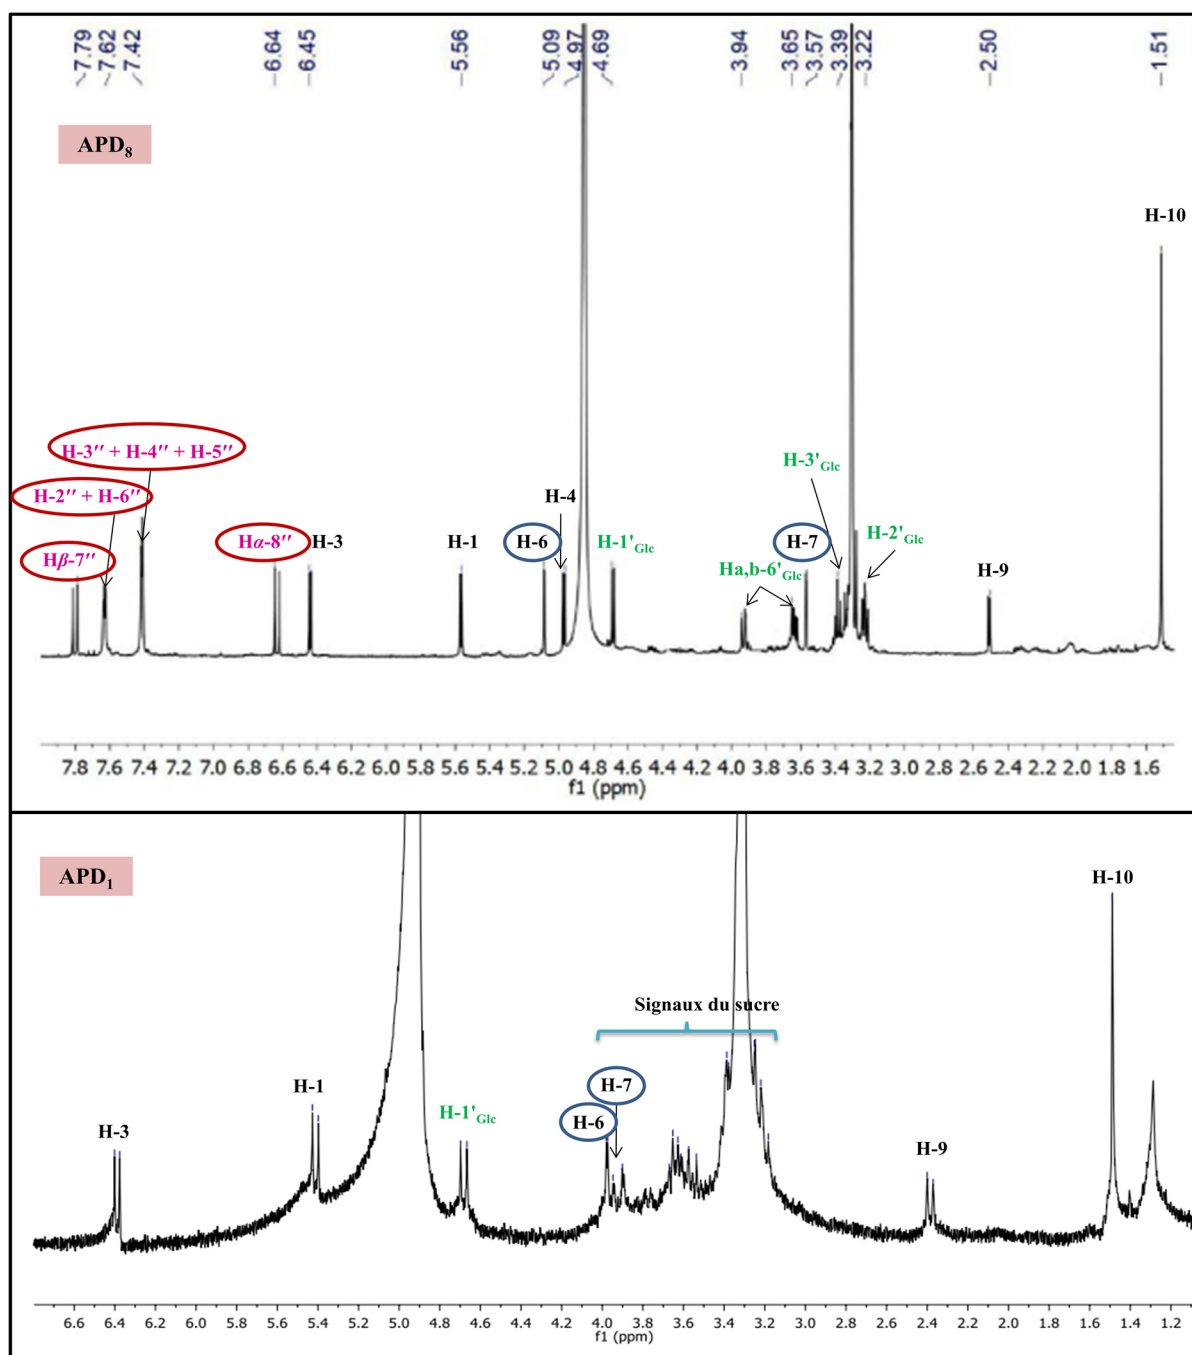 7.79 7.62 7.42 6.64 6.45 5.56 5.09 4.97 4.69 3.94 3.65 3.57 3.39 3.22 2.50 1.51
APD₈
H-10
H-3′′ + H-4′′ + H-5′′
H-3'Glc
H-2′′ + H-6′′
H-4
H-2'Glc
Hβ-7′′
Hα-8′′
H-3
H-1
H-6
H-1'Glc
H-7
Ha,b-6'Glc
H-9
7.8 7.6 7.4 7.2 7.0 6.8 6.6 6.4 6.2 6.0 5.8 5.6 5.4 5.2 5.0 4.8 4.6 4.4 4.2 4.0 3.8 3.6 3.4 3.2 3.0 2.8 2.6 2.4 2.2 2.0 1.8 1.6
f1 (ppm)
APD₁
H-10
Signaux du sucre
H-1
H-7
H-1'Glc
H-6
H-3
H-9
6.6 6.4 6.2 6.0 5.8 5.6 5.4 5.2 5.0 4.8 4.6 4.4 4.2 4.0 3.8 3.6 3.4 3.2 3.0 2.8 2.6 2.4 2.2 2.0 1.8 1.6 1.4 1.2
f1 (ppm)